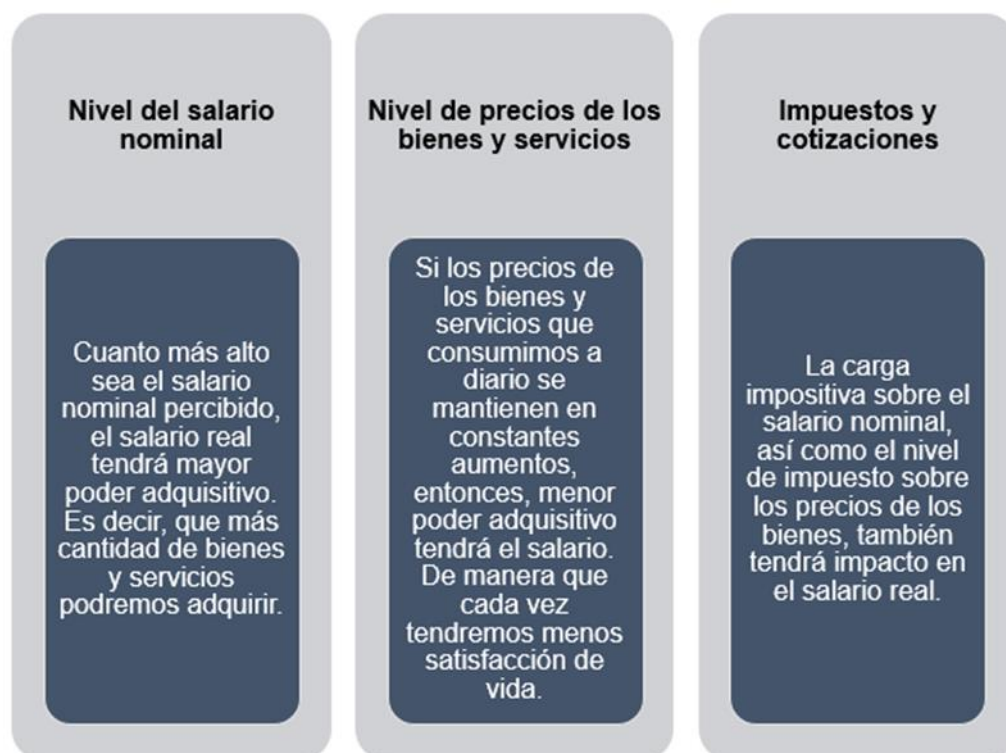 Nivel del salario
nominal
Cuanto más alto
sea el salario
nominal percibido,
el salario real
tendrá mayor
poder adquisitivo.
Es decir, que más
cantidad de bienes
y servicios
podremos adquirir.
Nivel de precios de los
bienes y servicios
Si los precios de
los bienes y
servicios que
consumimos a
diario se
mantienen en
constantes
aumentos,
entonces, menor
poder adquisitivo
tendrá el salario.
De manera que
cada vez
tendremos menos
satisfacción de
vida.
Impuestos y
cotizaciones
La carga
impositiva sobre el
salario nominal,
así como el nivel
de impuesto sobre
los precios de los
bienes, también
tendrá impacto en
el salario real.